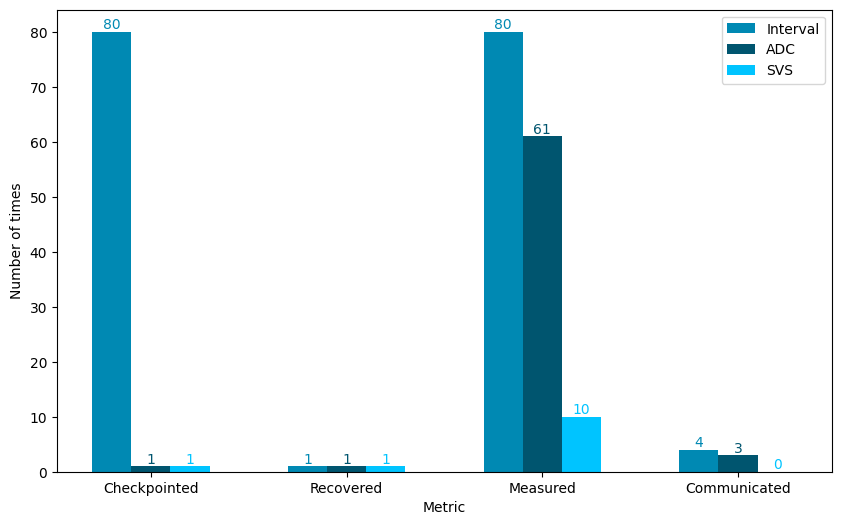 Interval
ADC
SVS
Number of times
80
70
60
50
40
30
20
10
0
80
1
1
1
1
1
80
61
10
4
3
0
Checkpointed
Recovered
Measured
Communicated
Metric